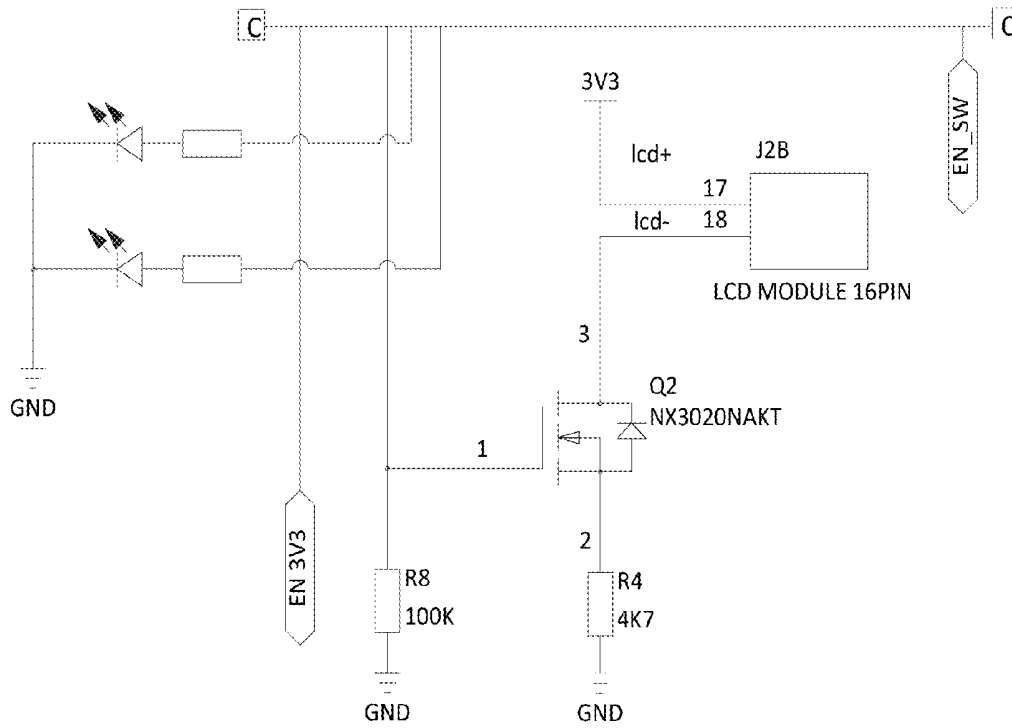 C
C
EN_SW
3V3
lcd+
J2B
17
lcd-
18
LCD MODULE 16PIN
3
GND
Q2
NX3020NAKT
1
2
EN 3V3
R8
100K
R4
4K7
GND
GND